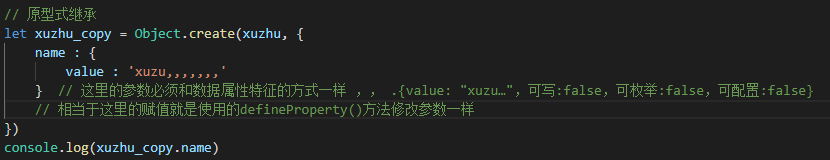 // 原型式继承
let xuzhu_copy = Object.create(xuzhu, {
name : {
value : 'xuzu,,,,,,,'
} // 这里的参数必须和数据属性特征的方式一样 ，， .{value: "xuzu…", 可写:false, 可枚举:false, 可配置:false}
// 相当于这里的赋值就是使用的defineProperty()方法修改参数一样
})
console.log(xuzhu_copy.name)